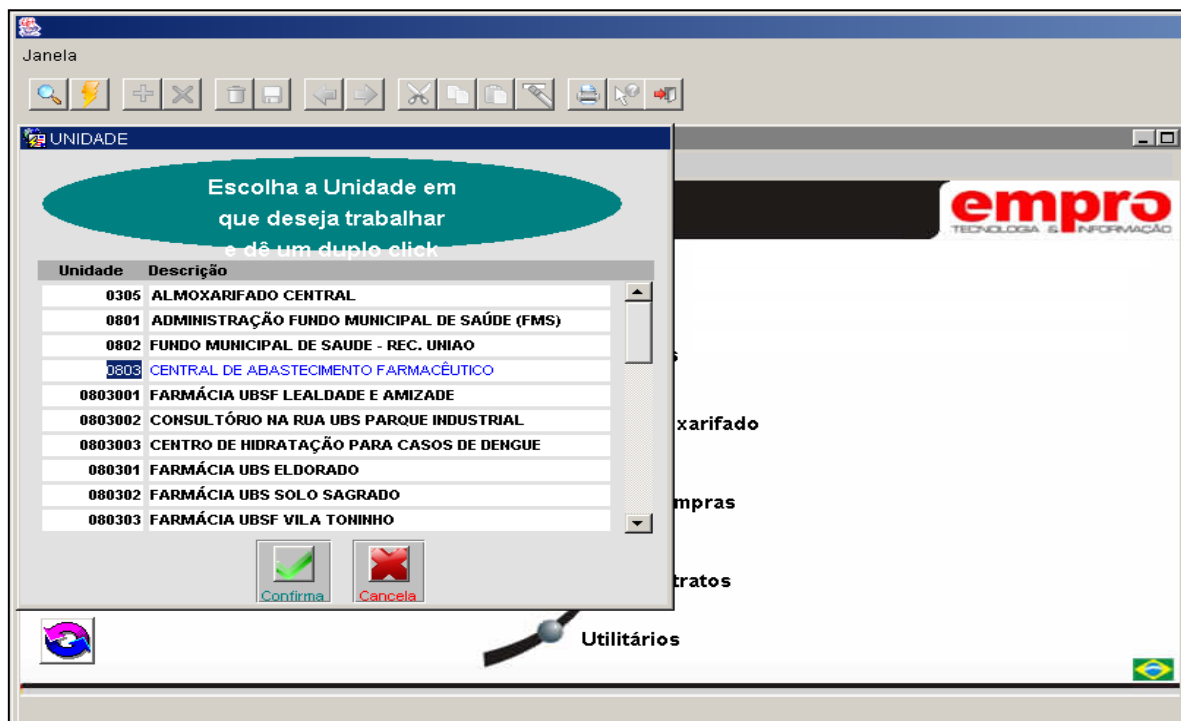 Janela
UNIDADE
Escolha a Unidade em
que deseja trabalhar
e dê um duplo click
empro
TECNOLOGIA & INFORMAÇÃO
Unidade Descrição
0305 ALMOXARIFADO CENTRAL
0801 ADMINISTRAÇÃO FUNDO MUNICIPAL DE SAÚDE (FMS)
0802 FUNDO MUNICIPAL DE SAUDE - REC. UNIAO
0803 CENTRAL DE ABASTECIMENTO FARMACÊUTICO
0803001 FARMÁCIA UBSF LEALDADE E AMIZADE
0803002 CONSULTÓRIO NA RUA UBS PARQUE INDUSTRIAL
0803003 CENTRO DE HIDRATAÇÃO PARA CASOS DE DENGUE
080301 FARMÁCIA UBS ELDORADO
080302 FARMÁCIA UBS SOLO SAGRADO
080303 FARMÁCIA UBSF VILA TONINHO
Confirma Cancela
s
xarifado
mpras
tratos
Utilitários